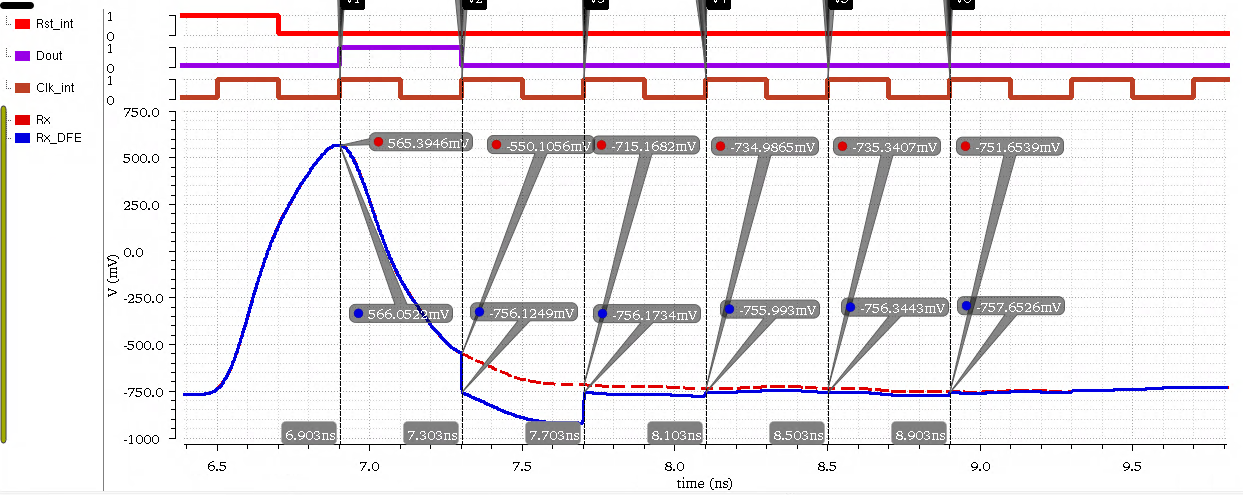 Rst_int
1
0
Dout
1
0
Clk_int
1
0
Rx
Rx_DFE
V1 V2 V3 V4 V5 V6
750.0
500.0
250.0
0.0
-250.0
-500.0
-750.0
-1000
V (mV)
565.3946mV -550.1056mV -715.1682mV -734.9865mV -735.3407mV -751.6539mV
566.0522mV -756.1249mV -756.1734mV -755.993mV -756.3443mV -757.6526mV
6.903ns 7.303ns 7.703ns 8.103ns 8.503ns 8.903ns
6.5 7.0 7.5 8.0 8.5 9.0 9.5
time (ns)